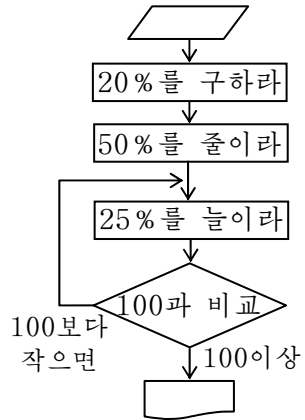 20%를 구하라
50%를 줄이라
25%를 늘이라
100과 비교
100보다
작으면
100이상